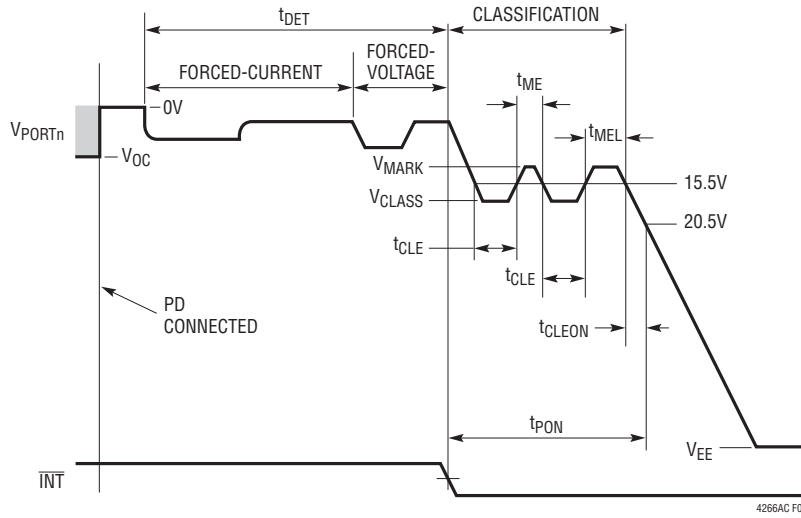 tDET
CLASSIFICATION
FORCED-CURRENT
FORCED-
VOLTAGE
tME
VPORTn
0V
VOC
tMEL
VMARK
15.5V
VCLASS
20.5V
tCLE
tCLE
PD
CONNECTED
tCLEON
tPON
VEE
INT
4266AC F0